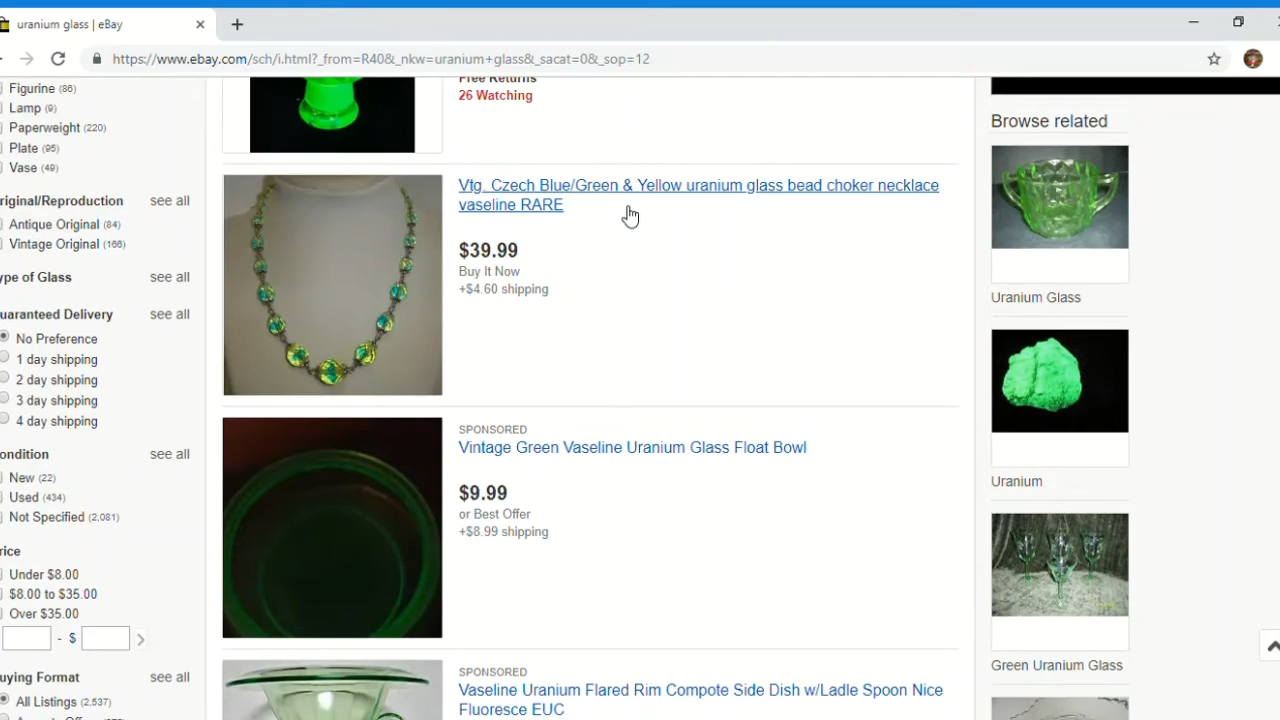 uranium glass | eBay
https://www.ebay.com/sch/i.html?_from=R40&_nkw=uranium+glass&_sacat=0&_sop=12
Figurine (86)
Lamp (9)
Paperweight (220)
Plate (95)
Vase (49)
riginal/Reproduction see all
Antique Original (84)
Vintage Original (166)
ype of Glass see all
uaranteed Delivery see all
No Preference
1 day shipping
2 day shipping
3 day shipping
4 day shipping
ondition see all
New (22)
Used (434)
Not Specified (2,081)
rice
Under $8.00
$8.00 to $35.00
Over $35.00
- $
uying Format see all
All Listings (2,537)
Free Returns
26 Watching
Vtg. Czech Blue/Green & Yellow uranium glass bead choker necklace
vaseline RARE
$39.99
Buy It Now
+$4.60 shipping
SPONSORED
Vintage Green Vaseline Uranium Glass Float Bowl
$9.99
or Best Offer
+$8.99 shipping
SPONSORED
Vaseline Uranium Flared Rim Compote Side Dish w/Ladle Spoon Nice
Fluoresce EUC
Browse related
Uranium Glass
Uranium
Green Uranium Glass